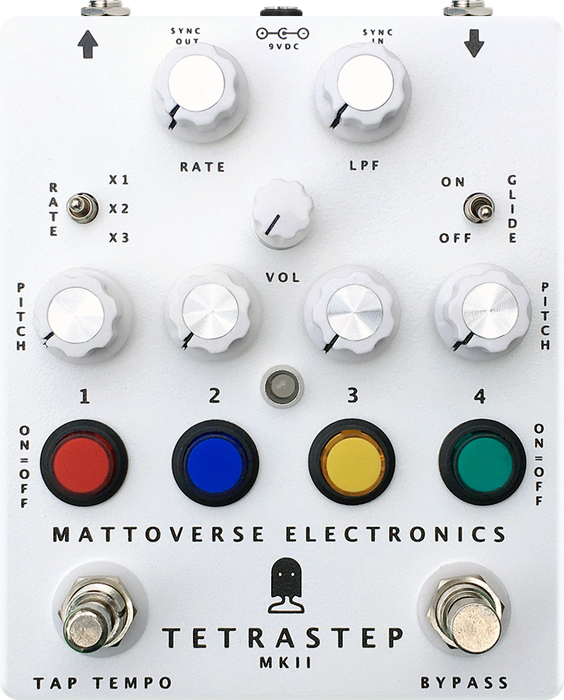 SYNC
OUT
9VDC
SYNC
IN
RATE
LPF
RATE
X1
X2
X3
ON
OFF
GLIDE
VOL
PITCH
PITCH
1
2
3
4
ON=OFF
ON=OFF
MATTOVERSE ELECTRONICS
TETRASTEP
MKII
TAP TEMPO
BYPASS